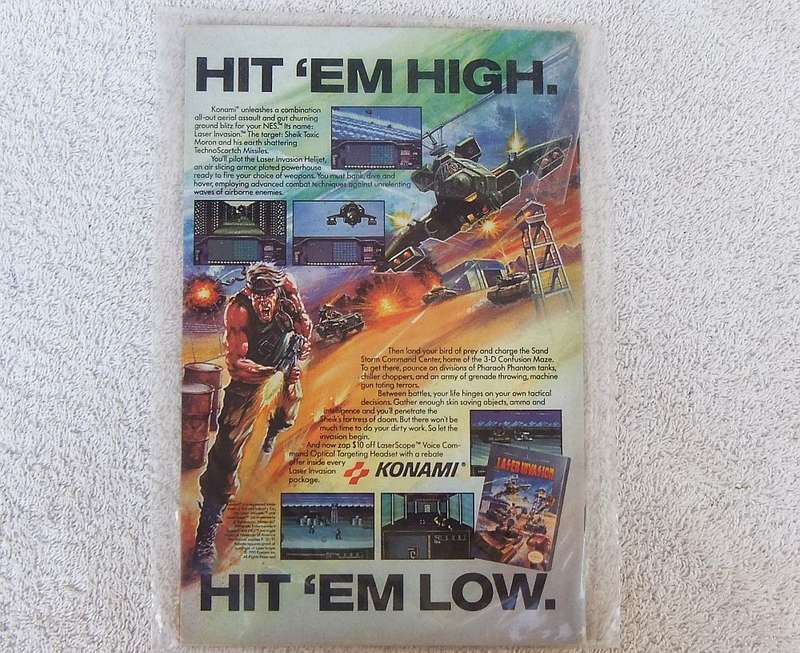 HIT ‘EM HIGH.
Konami™ unleashes a combination
all-out aerial assault and gut churning
ground blitz for your NES.™ Its name:
Laser Invasion.™ The target: Sheik Toxic
Moron and his earth shattering
TechnoScortch Missiles.
You'll pilot the Laser Invasion Helijet,
an air slicing armor plated powerhouse
ready to fire your choice of weapons. You must bank, dive and
hover, employing advanced combat techniques against unrelenting
waves of airborne enemies.
Then land your bird of prey and charge the Sand
Storm Command Center, home of the 3-D Confusion Maze.
To get there, pounce on divisions of Pharaoh Phantom tanks,
chiller choppers, and an army of grenade throwing, machine
gun toting terrors.
Between battles, your life hinges on your own tactical
decisions. Gather enough skin saving objects, ammo and
intelligence and you'll penetrate the
Sheik's fortress of doom. But there won't be
much time to do your dirty work. So let the
invasion begin.
And now zap $10 off LaserScope™ Voice Com-
mand Optical Targeting Headset with a rebate
offer inside every
Laser Invasion
package.
KONAMI®
LASER INVASION
HIT ‘EM LOW.